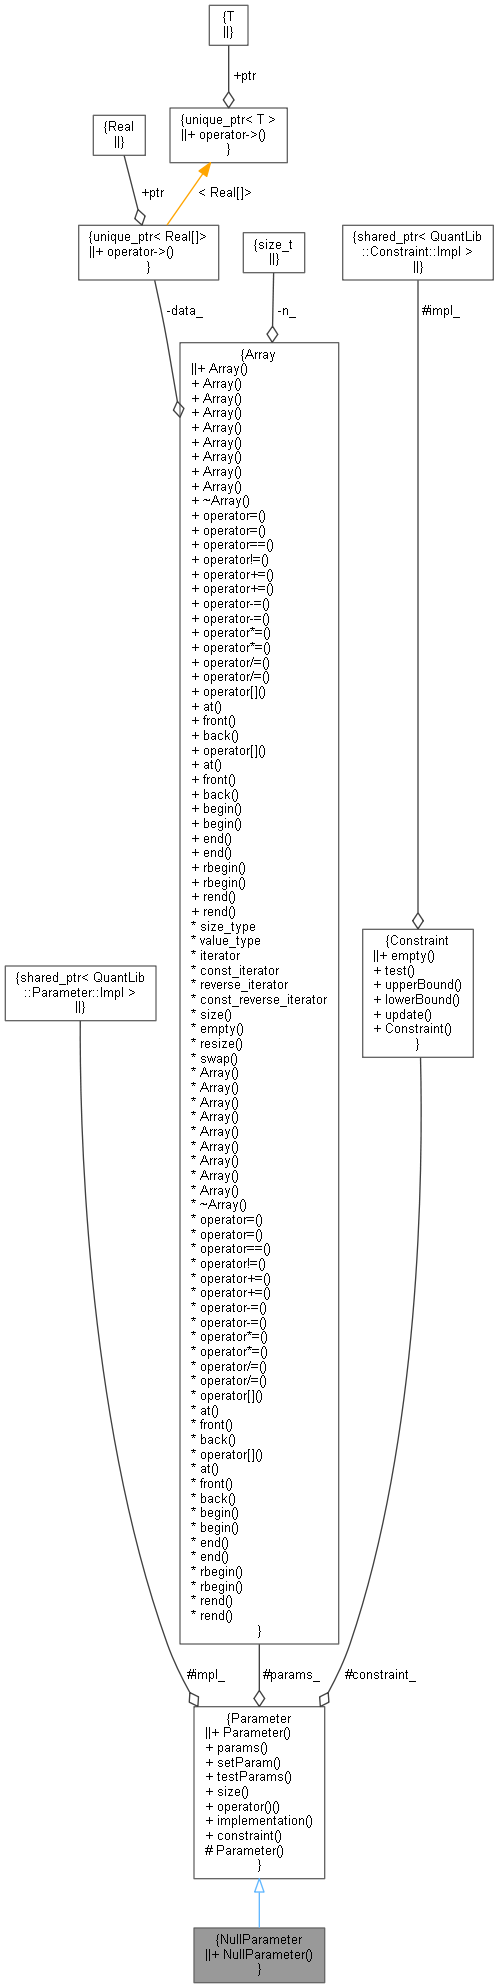 {T
||}
+ptr
{unique_ptr< T >
||+ operator->()
}
{Real
||}
+ptr
< Real[]>
{unique_ptr< Real[]>
||+ operator->()
}
{size_t
||}
{shared_ptr< QuantLib
::Constraint::Impl >
||}
-data_
-n_
#impl_
{Array
||+ Array()
+ Array()
+ Array()
+ Array()
+ Array()
+ Array()
+ Array()
+ Array()
+ Array()
+ ~Array()
+ operator=()
+ operator=()
+ operator==()
+ operator!=()
+ operator+=()
+ operator+=()
+ operator-=()
+ operator-=()
+ operator*=()
+ operator*=()
+ operator/=()
+ operator/=()
+ operator[]()
+ at()
+ front()
+ back()
+ operator[]()
+ at()
+ front()
+ back()
+ begin()
+ begin()
+ end()
+ end()
+ rbegin()
+ rbegin()
+ rend()
+ rend()
* size_type
* value_type
* iterator
* const_iterator
* reverse_iterator
* const_reverse_iterator
* size()
* empty()
* resize()
* swap()
* Array()
* Array()
* Array()
* Array()
* Array()
* Array()
* Array()
* Array()
* Array()
* ~Array()
* operator=()
* operator=()
* operator==()
* operator!=()
* operator+=()
* operator+=()
* operator-=()
* operator-=()
* operator*=()
* operator*=()
* operator/=()
* operator/=()
* operator[]()
* at()
* front()
* back()
* operator[]()
* at()
* front()
* back()
* begin()
* begin()
* end()
* end()
* rbegin()
* rbegin()
* rend()
* rend()
}
{Constraint
||+ empty()
+ test()
+ upperBound()
+ lowerBound()
+ update()
+ Constraint()
}
{shared_ptr< QuantLib
::Parameter::Impl >
||}
#impl_
#params_
#constraint_
{Parameter
||+ Parameter()
+ params()
+ setParam()
+ testParams()
+ size()
+ operator()()
+ implementation()
+ constraint()
# Parameter()
}
{NullParameter
||+ NullParameter()
}